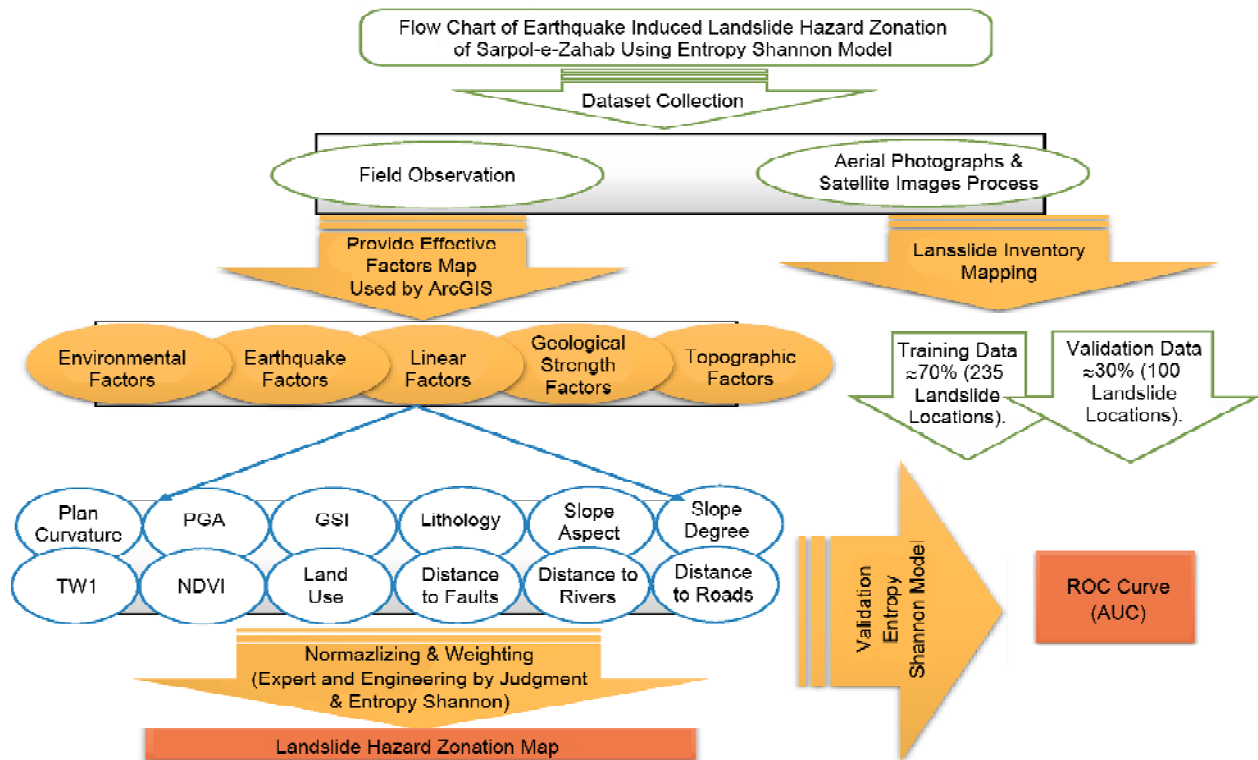 Flow Chart of Earthquake Induced Landslide Hazard Zonation
of Sarpol-e-Zahab Using Entropy Shannon Model
Dataset Collection
Field Observation
Aerial Photographs &
Satellite Images Process
Provide Effective
Factors Map
Used by ArcGIS
Lansslide Inventory
Mapping
Environmental
Factors
Earthquake
Factors
Linear
Factors
Geological
Strength
Factors
Topographic
Factors
Training Data
≈70% (235
Landslide
Locations).
Validation Data
≈30% (100
Landslide
Locations).
Plan
Curvature
PGA
GSI
Lithology
Slope
Aspect
Slope
Degree
TW1
NDVI
Land
Use
Distance
to Faults
Distance to
Rivers
Distance
to Roads
Validation
Entropy
Shannon Model
ROC Curve
(AUC)
Normazlizing & Weighting
(Expert and Engineering by Judgment
& Entropy Shannon)
Landslide Hazard Zonation Map